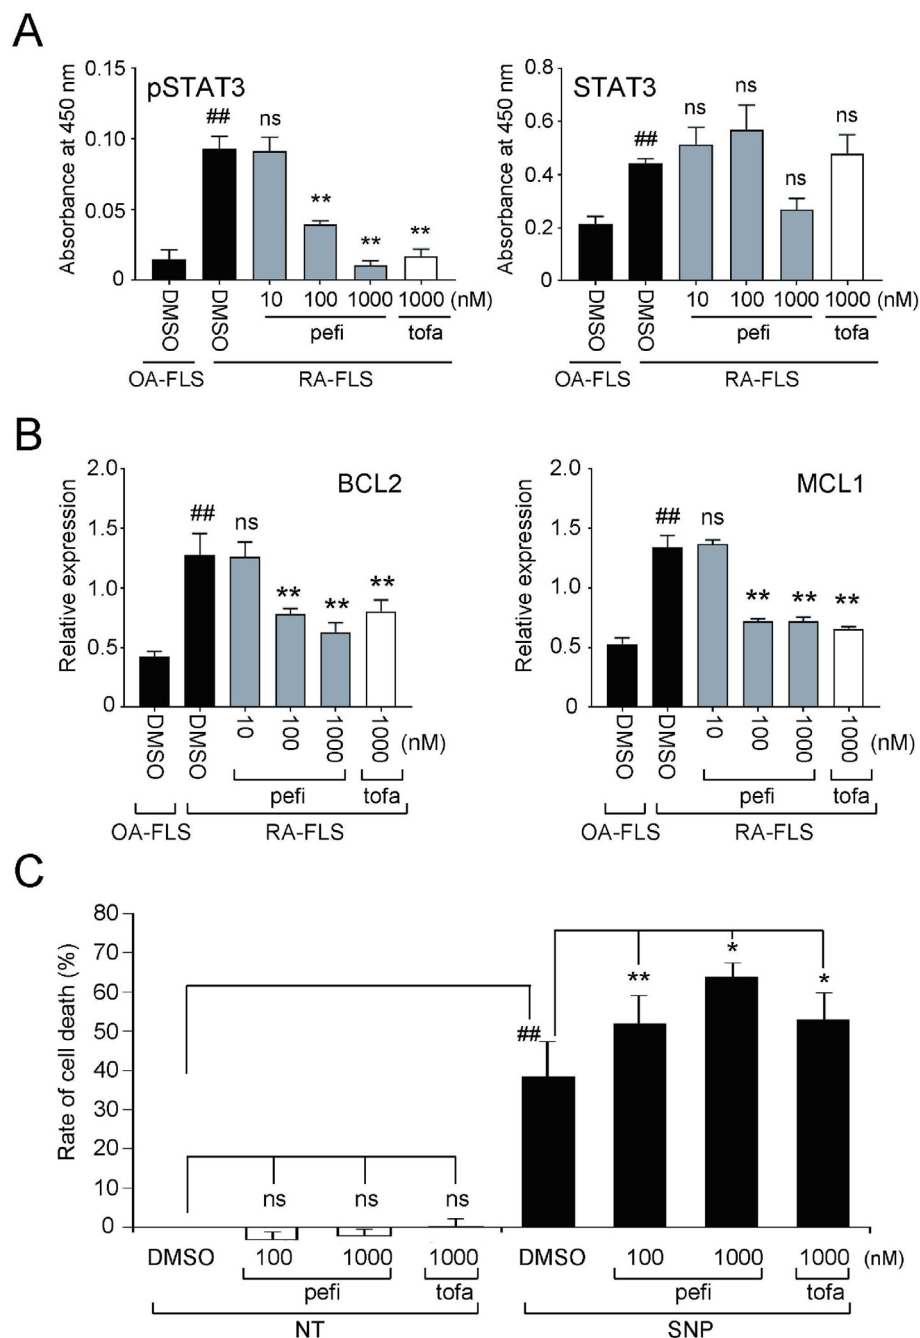 A
pSTAT3
Absorbance at 450 nm
0.15
0.10
0.05
0
## ns ** ** **
DMSO DMSO 10 100 1000 1000 (nM)
pefi tofa
OA-FLS RA-FLS
STAT3
Absorbance at 450 nm
0.8
0.6
0.4
0.2
0
## ns ns ns ns
DMSO DMSO 10 100 1000 1000 (nM)
pefi tofa
OA-FLS RA-FLS
B
BCL2
Relative expression
2.0
1.5
1.0
0.5
0
## ns ** ** **
DMSO DMSO 10 100 1000 1000 (nM)
pefi tofa
OA-FLS RA-FLS
MCL1
Relative expression
2.0
1.5
1.0
0.5
0
## ns ** ** **
DMSO DMSO 10 100 1000 1000 (nM)
pefi tofa
OA-FLS RA-FLS
C
Rate of cell death (%)
80
70
60
50
40
30
20
10
0
ns ns ns ## ** * *
DMSO 100 1000 1000 DMSO 100 1000 1000 (nM)
pefi tofa pefi tofa
NT SNP